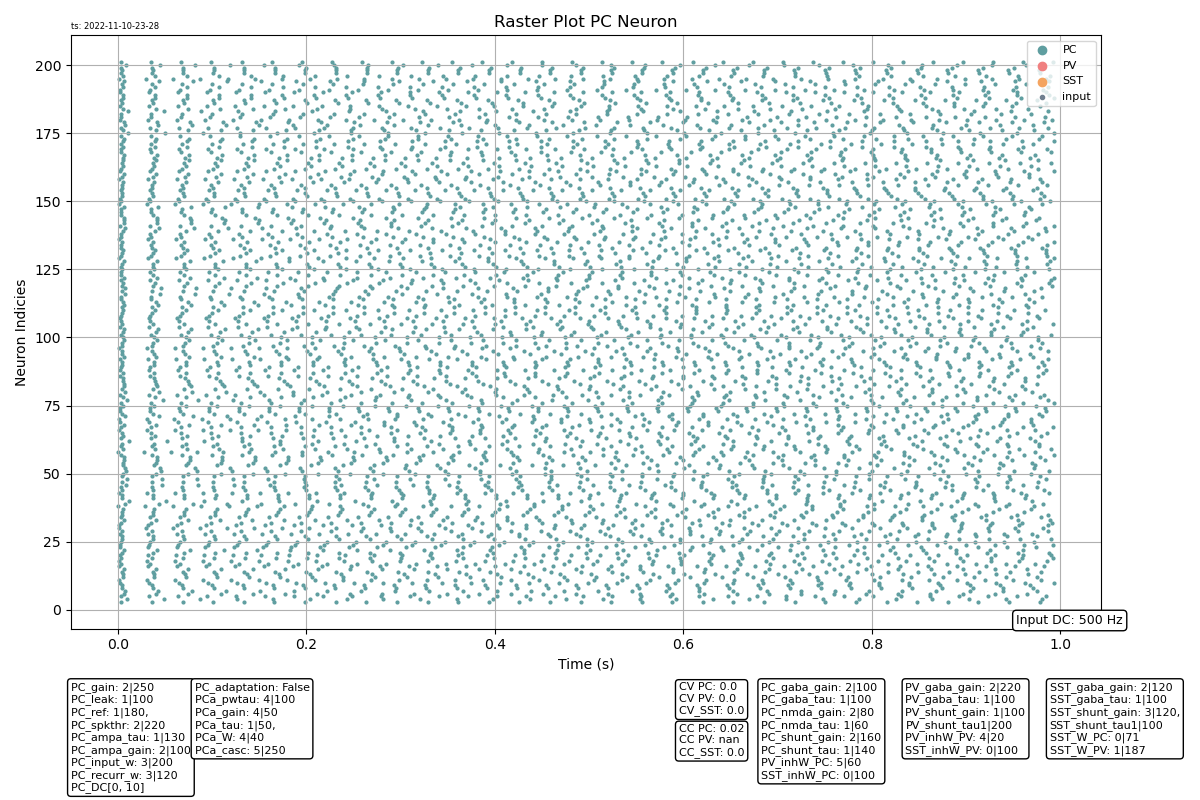 ts: 2022-11-10-23-28
Raster Plot PC Neuron
PC
PV
SST
input
Neuron Indicies
200
175
150
125
100
75
50
25
0
0.0 0.2 0.4 0.6 0.8 1.0
Input DC: 500 Hz
Time (s)
PC_gain: 2|250
PC_leak: 1|100
PC_ref: 1|180,
PC_spkthr: 2|220
PC_ampa_tau: 1|130
PC_ampa_gain: 2|100
PC_input_w: 3|200
PC_recurr_w: 3|120
PC_DC[0, 10]
PC_adaptation: False
PCa_pwtau: 4|100
PCa_gain: 4|50
PCa_tau: 1|50,
PCa_W: 4|40
PCa_casc: 5|250
CV PC: 0.0
CV PV: 0.0
CV_SST: 0.0
CC PC: 0.02
CC PV: nan
CC_SST: 0.0
PC_gaba_gain: 2|100
PC_gaba_tau: 1|100
PC_nmda_gain: 2|80
PC_nmda_tau: 1|60
PC_shunt_gain: 2|160
PC_shunt_tau: 1|140
PV_inhW_PC: 5|60
SST_inhW_PC: 0|100
PV_gaba_gain: 2|220
PV_gaba_tau: 1|100
PV_shunt_gain: 1|100
PV_shunt_tau1|200
PV_inhW_PV: 4|20
SST_inhW_PV: 0|100
SST_gaba_gain: 2|120
SST_gaba_tau: 1|100
SST_shunt_gain: 3|120,
SST_shunt_tau1|100
SST_W_PC: 0|71
SST_W_PV: 1|187